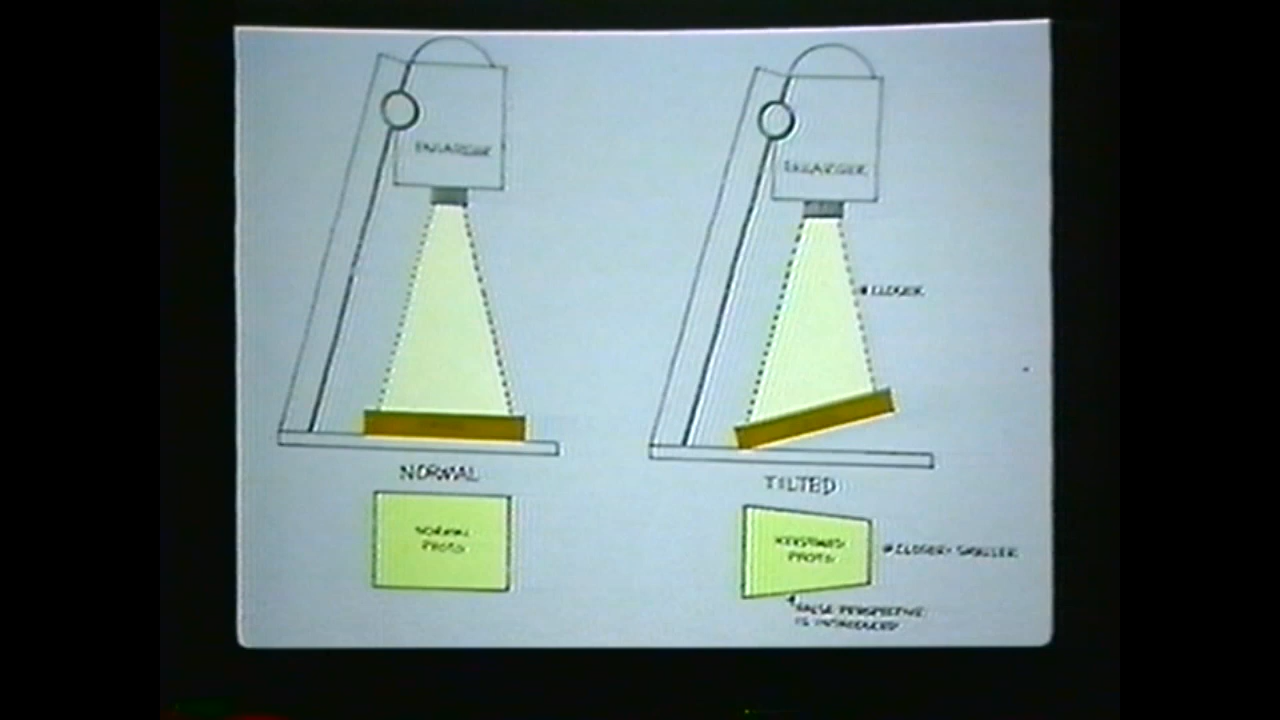 ENLARGER
ENLARGER
CLOSER
NORMAL
TILTED
NORMAL
PHOTO
KEYSTONED
PHOTO
CLOSER = SMALLER
FALSE PERSPECTIVE
IS INTRODUCED